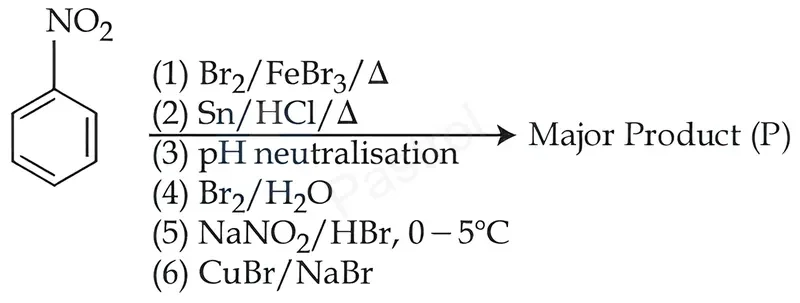 NO₂
(1) Br₂/FeBr₃/Δ
(2) Sn/HCl/Δ
(3) pH neutralisation
Major Product (P)
(4) Br₂/H₂O
(5) NaNO₂/HBr, 0 – 5°C
(6) CuBr/NaBr